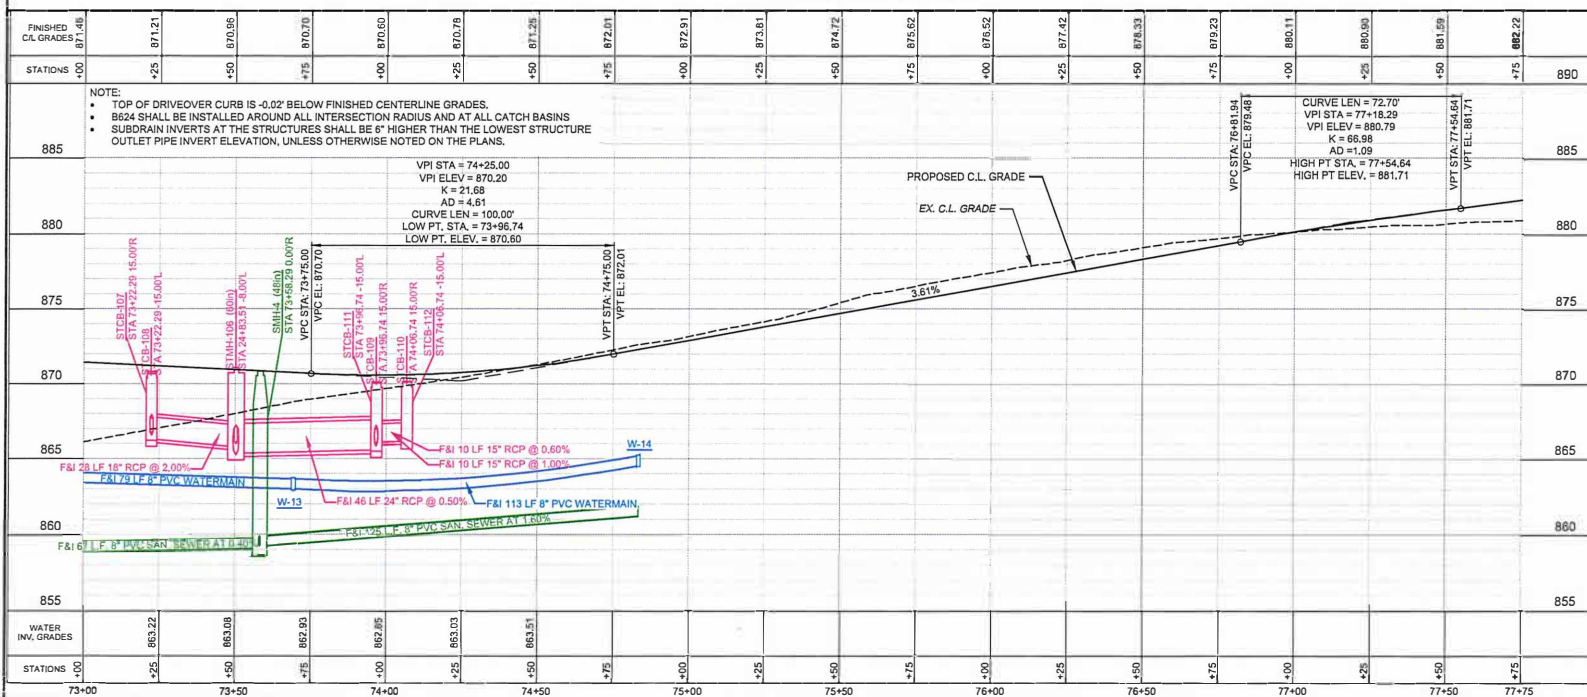 FINISHED
C/L GRADES
871.45 871.21 870.96 870.70 870.60 870.78 871.25 872.01 872.91 873.81 874.72 875.62 876.52 877.42 878.33 879.23 880.11 880.90 881.59 882.22
STATIONS
+00 +25 +50 +75 +00 +25 +50 +75 +00 +25 +50 +75 +00 +25 +50 +75 +00 +25 +50 +75
890
NOTE:
• TOP OF DRIVEOVER CURB IS -0.02' BELOW FINISHED CENTERLINE GRADES.
• B624 SHALL BE INSTALLED AROUND ALL INTERSECTION RADIUS AND AT ALL CATCH BASINS
• SUBDRAIN INVERTS AT THE STRUCTURES SHALL BE 6" HIGHER THAN THE LOWEST STRUCTURE
OUTLET PIPE INVERT ELEVATION, UNLESS OTHERWISE NOTED ON THE PLANS.
VPI STA = 74+25.00
VPI ELEV = 870.20
K = 21.68
AD = 4.61
CURVE LEN = 100.00'
LOW PT. STA. = 73+96.74
LOW PT. ELEV. = 870.60
VPC STA: 73+75.00
VPC EL: 870.70
VPT STA: 74+75.00
VPT EL: 872.01
CURVE LEN = 72.70'
VPI STA = 77+18.29
VPI ELEV = 880.79
K = 66.98
AD =1.09
HIGH PT STA. = 77+54.64
HIGH PT ELEV. = 881.71
VPC STA: 76+81.94
VPC EL: 879.48
VPT STA: 77+54.64
VPT EL: 881.71
PROPOSED C.L. GRADE
EX. C.L. GRADE
3.61%
885
885
880
880
875
875
870
870
865
865
860
860
855
855
STCB-107
STA 73+22.29 15.00'R
STCB-108
STA 73+22.29 -15.00'L
STMH-106 (60in)
STA 24+83.51 -8.00'L
SMH-4 (48in)
STA 73+58.29 0.00'R
STCB-111
STA 73+96.74 -15.00'L
STCB-109
STA 73+96.74 15.00'R
STCB-110
STA 74+06.74 15.00'R
STCB-112
STA 74+06.74 -15.00'L
F&I 10 LF 15" RCP @ 0.60%
F&I 10 LF 15" RCP @ 1.00%
F&I 28 LF 18" RCP @ 2.00%
F&I 46 LF 24" RCP @ 0.50%
F&I 79 LF 8" PVC WATERMAIN
W-13
W-14
F&I 113 LF 8" PVC WATERMAIN
F&I 67 L.F. 8" PVC SAN. SEWER AT 0.40%
F&I 125 L.F. 8" PVC SAN. SEWER AT 1.60%
WATER
INV. GRADES
863.22 863.08 862.93 862.85 863.03 863.51
STATIONS
+00 +25 +50 +75 +00 +25 +50 +75 +00 +25 +50 +75 +00 +25 +50 +75 +00 +25 +50 +75
73+00 73+50 74+00 74+50 75+00 75+50 76+00 76+50 77+00 77+50 77+75